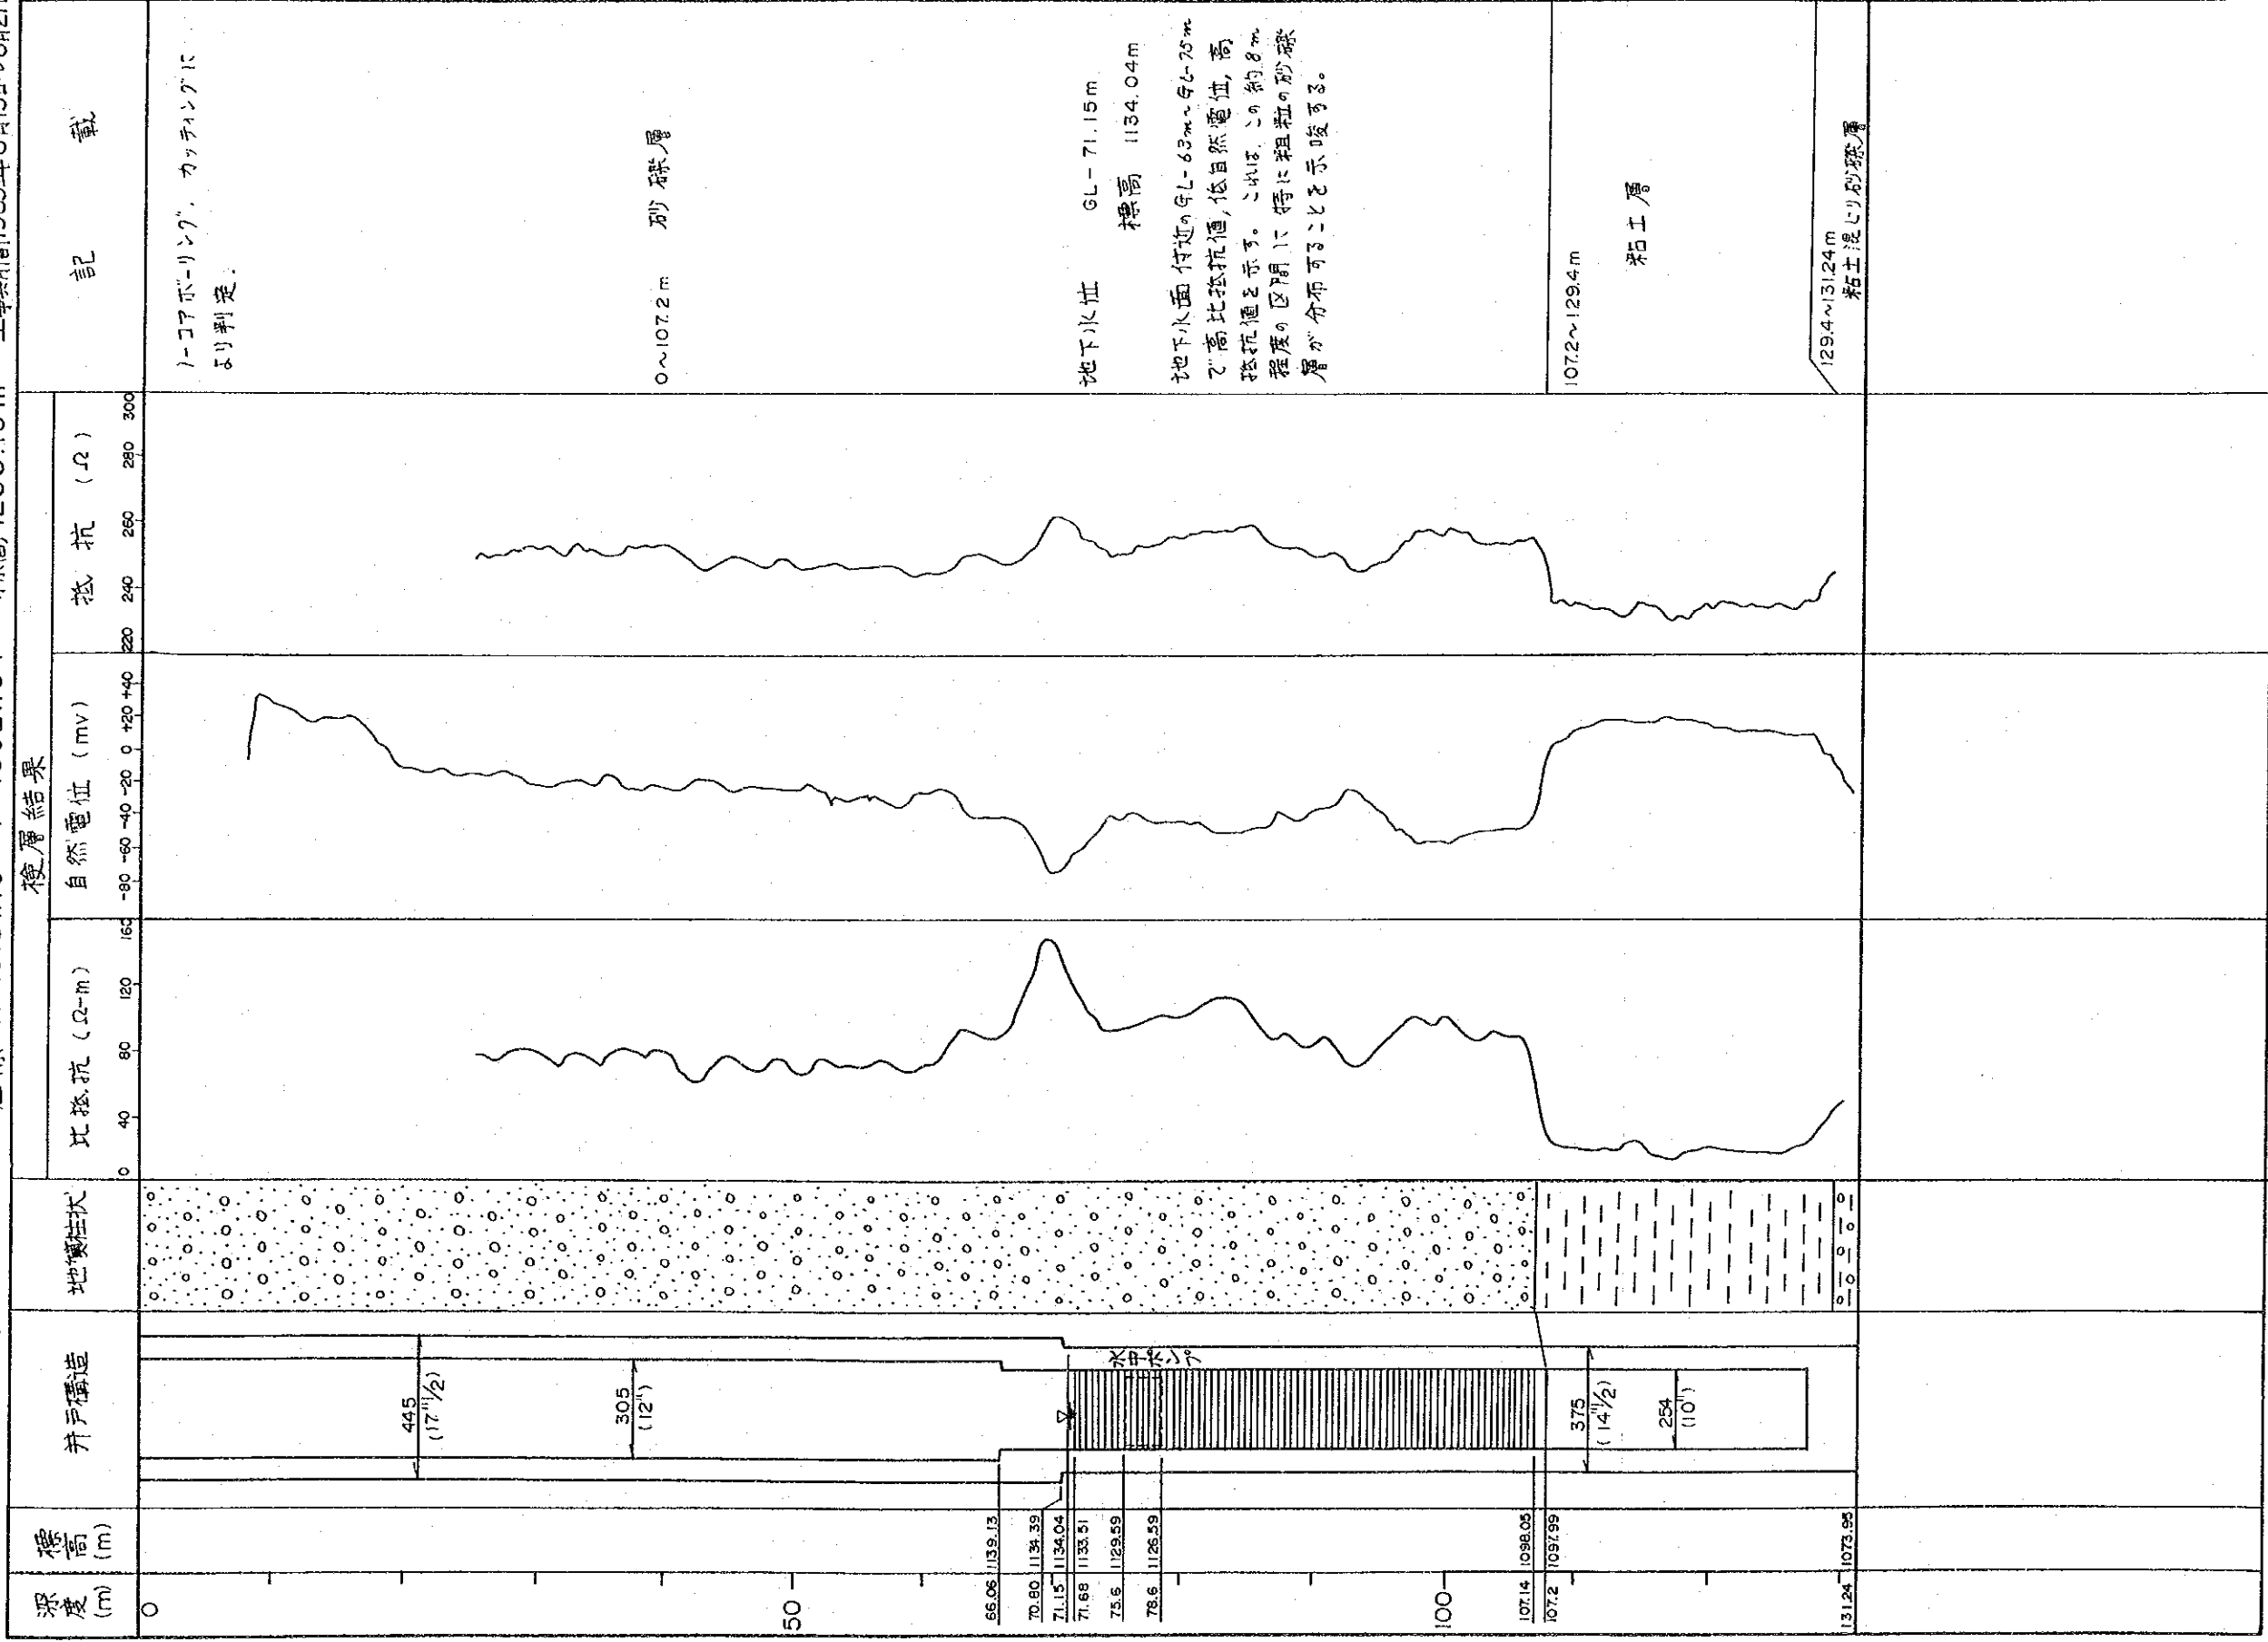 深度 (m)
標高 (m)
井戸構造
地質柱状
検層結果
比抵抗 (Ω-m)
0 40 80 120 160
自然電位 (mv)
-80 -60 -40 -20 0 +20 +40
抵抗 (Ω)
220 240 260 280 300
記載
0
50
100
66.06 1139.13
70.80 1134.39
71.15 1134.04
71.68 1133.51
75.6 1129.59
78.6 1126.59
107.14 1098.05
107.2 1097.99
131.24 1073.95
445
(17"1/2)
305
(12")
水中ポンプ
375
(14"1/2)
254
(10")
ノーコアボーリング、カッティングに
より判定.
0~107.2m 砂礫層
地下水位 GL-71.15m
標高 1134.04m
地下水面付近のGL-63m~GL-75m
で高比抵抗値,低自然電位,高
抵抗値を示す。これは、この約8m
程度の区間に特に粗粒の砂礫
層が分布することを示唆する。
107.2~129.4m
粘土層
129.4~131.24m
粘土混じり砂礫層